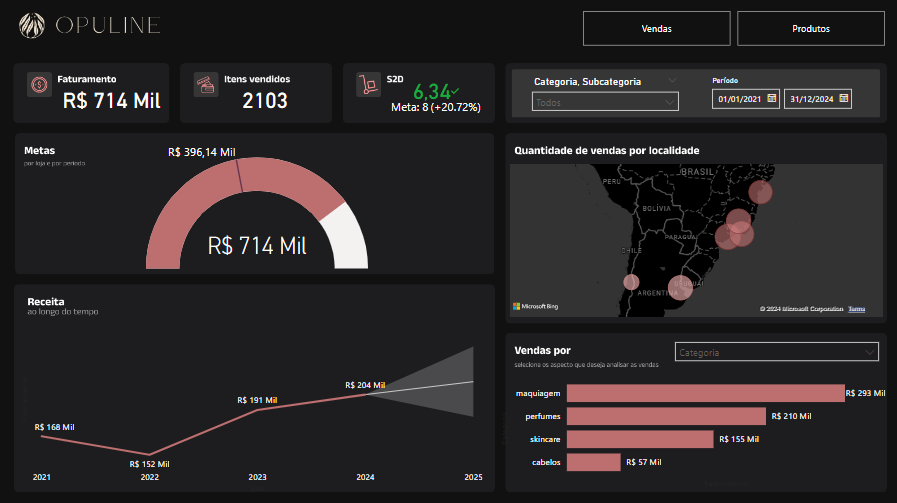 OPULINE
Vendas
Produtos
Faturamento
R$ 714 Mil
Itens vendidos
2103
S2D
6,34
Meta: 8 (+20.72%)
Categoria, Subcategoria
Todos
Período
01/01/2021
31/12/2024
Metas
por loja e por período
R$ 396,14 Mil
R$ 714 Mil
Quantidade de vendas por localidade
BRASIL
PERU
BOLÍVIA
PARAGUAI
CHILE
URUGUAI
ARGENTINA
Microsoft Bing
© 2024 Microsoft Corporation Terms
Receita
ao longo do tempo
R$ 168 Mil
R$ 152 Mil
R$ 191 Mil
R$ 204 Mil
2021
2022
2023
2024
2025
Vendas por
selecione os aspecto que deseja analisar as vendas
Categoria
maquiagem
R$ 293 Mil
perfumes
R$ 210 Mil
skincare
R$ 155 Mil
cabelos
R$ 57 Mil